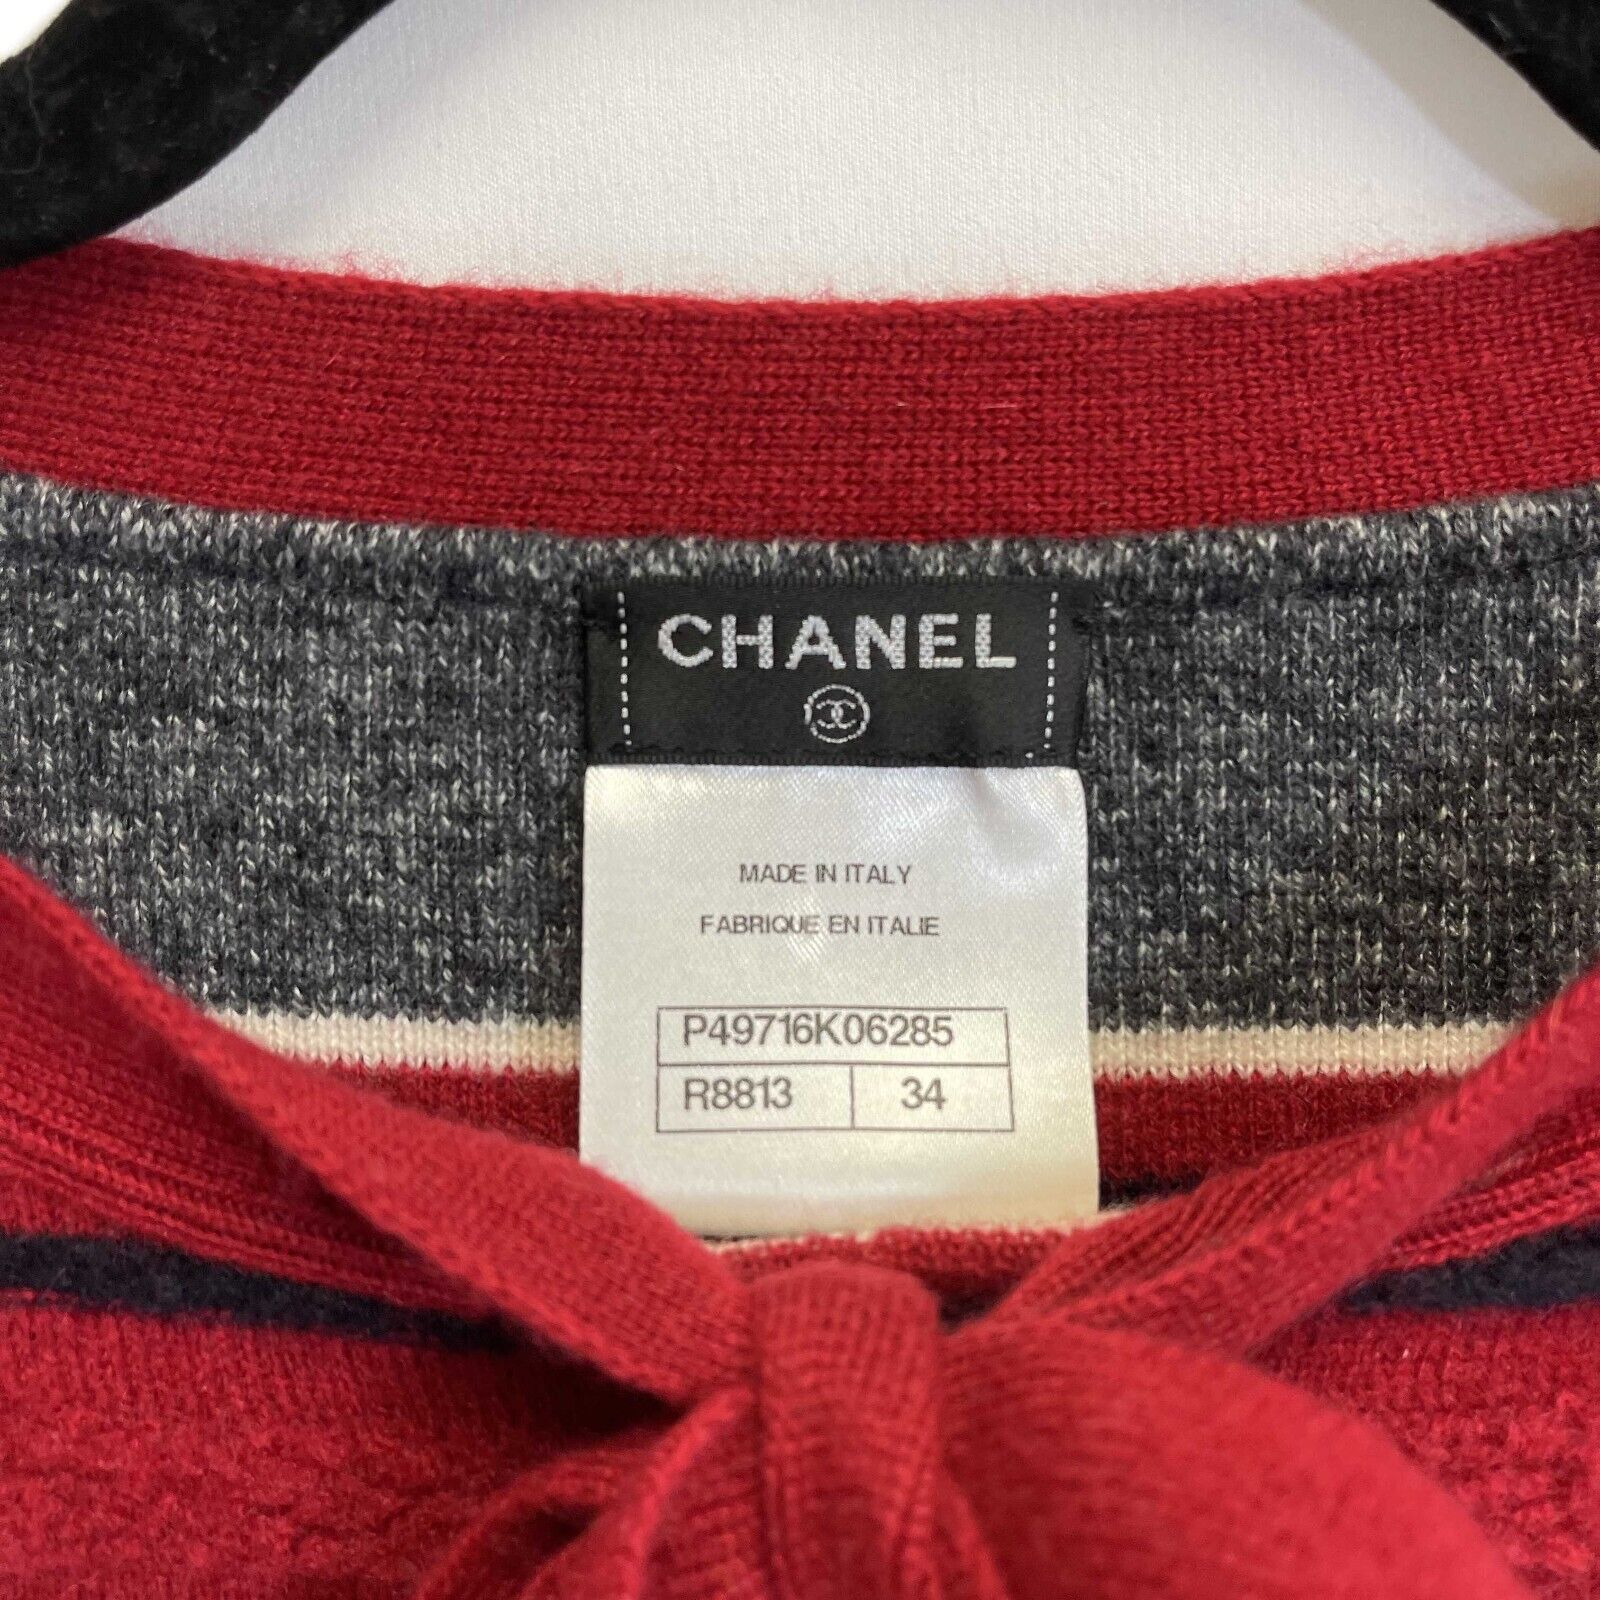 CHANEL
MADE IN ITALY
FABRIQUE EN ITALIE
P49716K06285
R8813 34